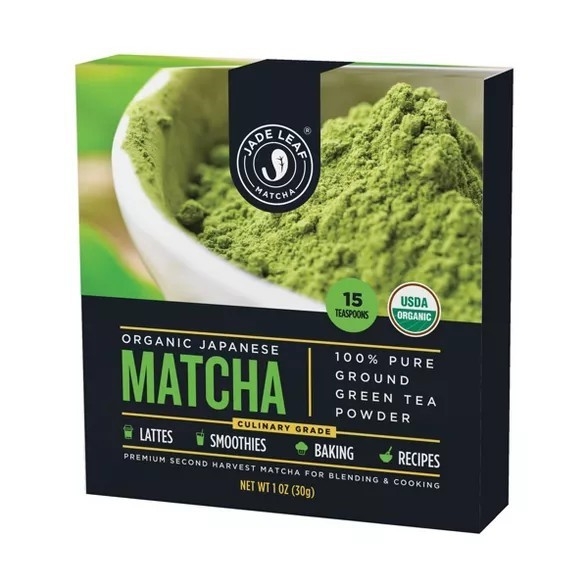 JADE LEAF®
MATCHA
15
TEASPOONS
USDA
ORGANIC
ORGANIC JAPANESE
MATCHA
CULINARY GRADE
100% PURE
GROUND
GREEN TEA
POWDER
LATTES
SMOOTHIES
BAKING
RECIPES
PREMIUM SECOND HARVEST MATCHA FOR BLENDING & COOKING
NET WT 1 OZ (30g)